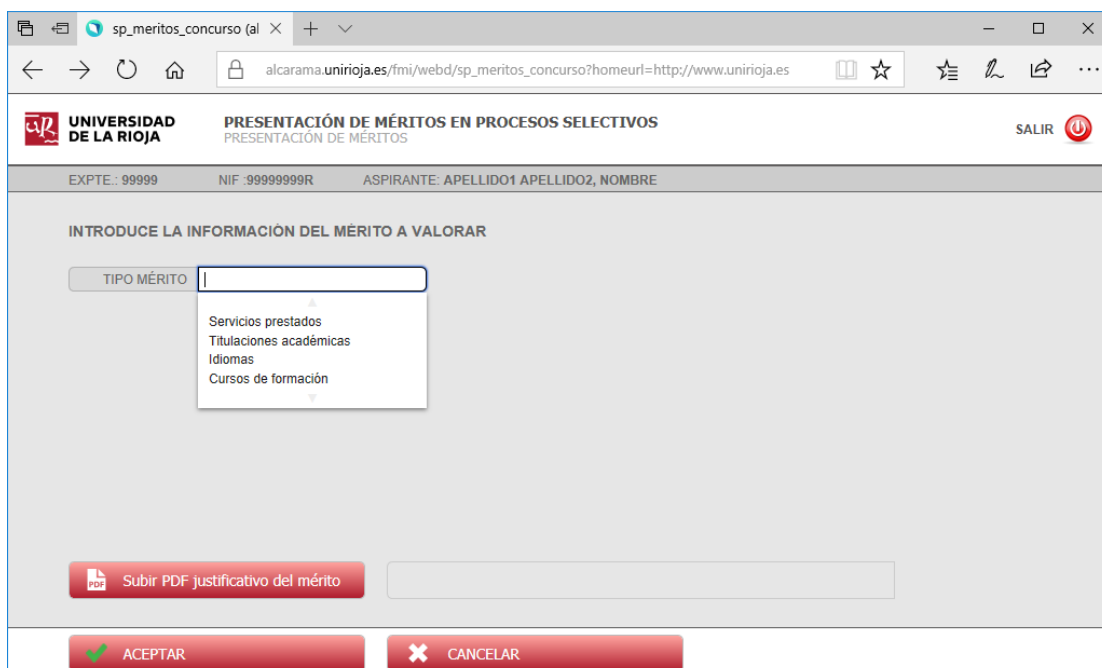 sp_meritos_concurso (al
alcarama.unirioja.es/fmi/webd/sp_meritos_concurso?homeurl=http://www.unirioja.es
UR
UNIVERSIDAD
DE LA RIOJA
PRESENTACIÓN DE MÉRITOS EN PROCESOS SELECTIVOS
PRESENTACIÓN DE MÉRITOS
SALIR
EXPTE.: 99999 NIF :99999999R ASPIRANTE: APELLIDO1 APELLIDO2, NOMBRE
INTRODUCE LA INFORMACIÓN DEL MÉRITO A VALORAR
TIPO MÉRITO
Servicios prestados
Titulaciones académicas
Idiomas
Cursos de formación
PDF Subir PDF justificativo del mérito
ACEPTAR CANCELAR